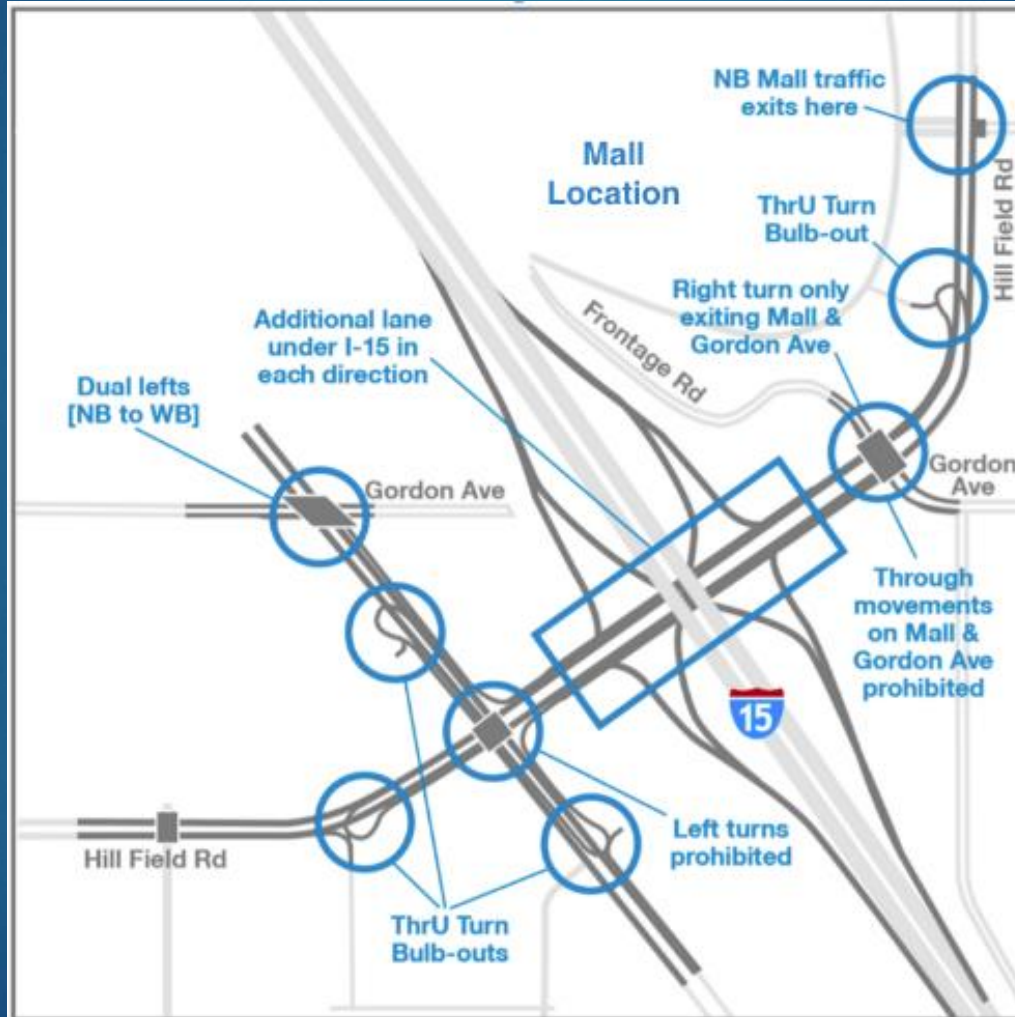 NB Mall traffic
exits here
Mall
Location
Hill Field Rd
ThrU Turn
Bulb-out
Right turn only
exiting Mall &
Gordon Ave
Additional lane
under I-15 in
each direction
Frontage Rd
Dual lefts
[NB to WB]
Gordon Ave
Gordon
Ave
Through
movements
on Mall &
Gordon Ave
prohibited
15
Left turns
prohibited
Hill Field Rd
ThrU Turn
Bulb-outs